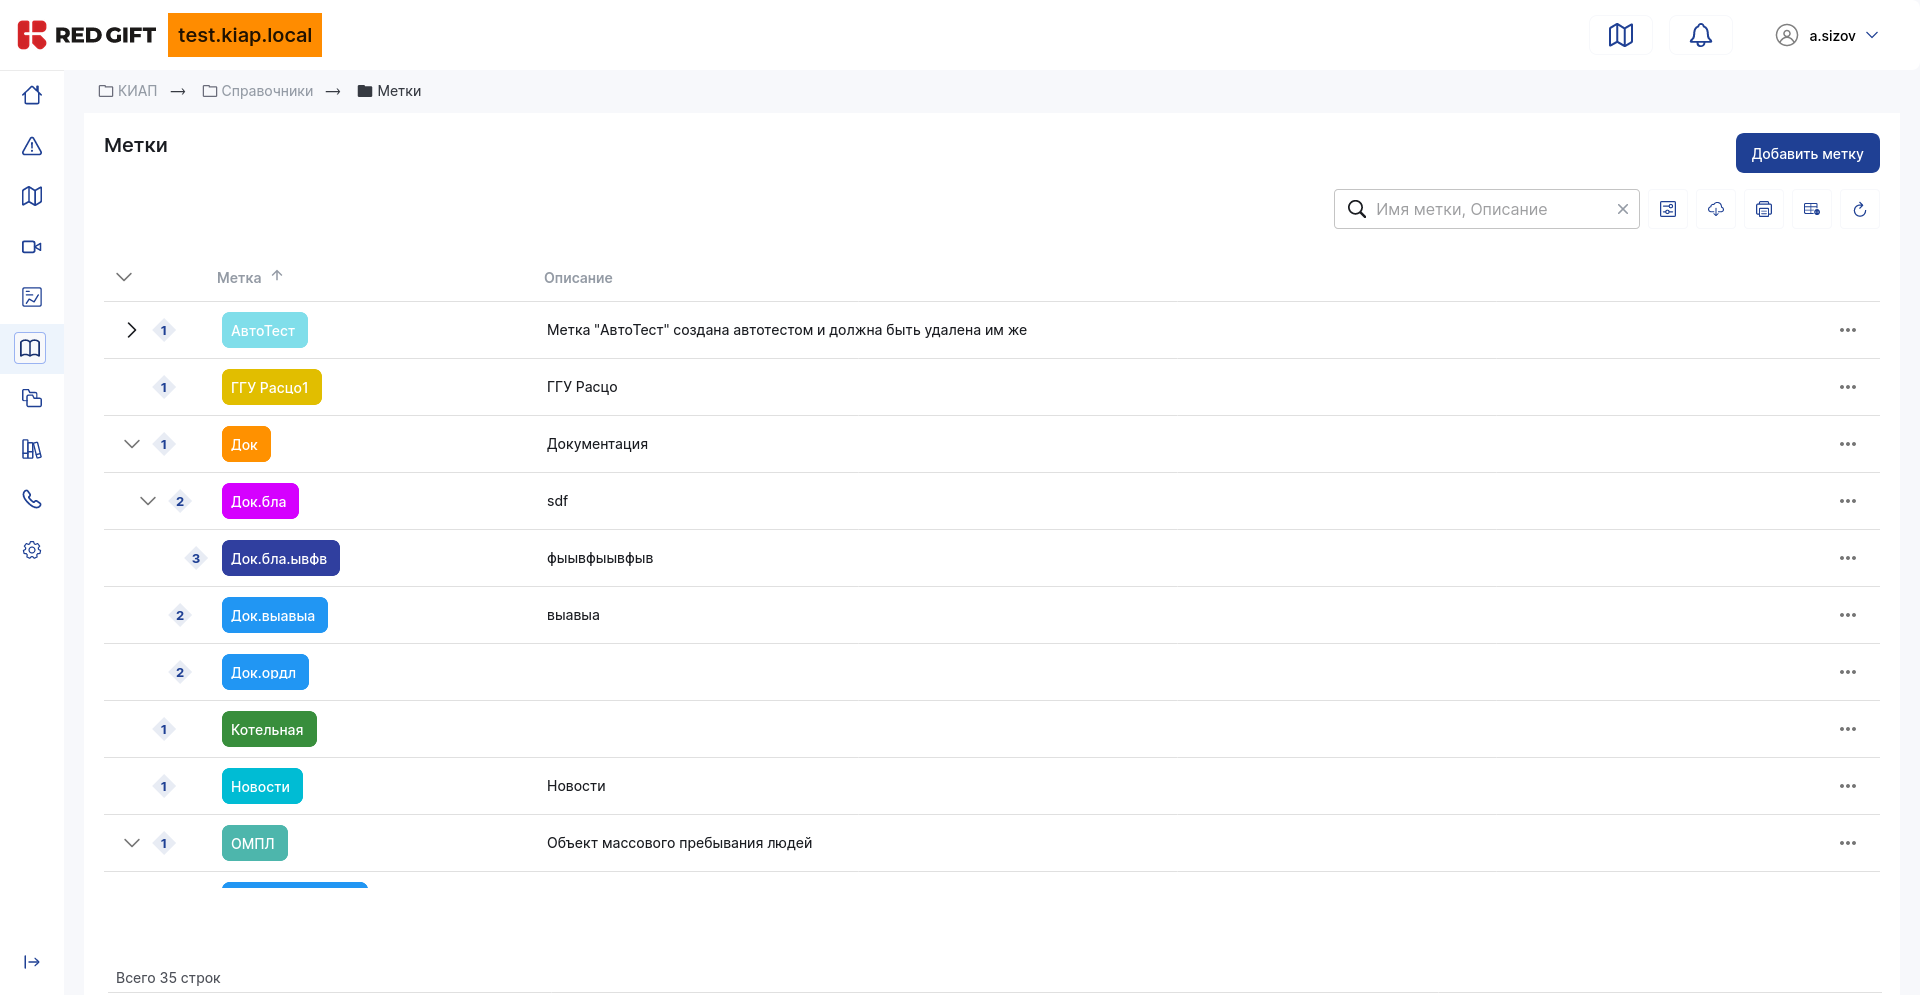 RED GIFT test.kiap.local a.sizov
КИАП → Справочники → Метки
Метки
Добавить метку
Имя метки, Описание
Метка Описание
1 АвтоТест Метка "АвтоТест" создана автотестом и должна быть удалена им же
1 ГГУ Расцо1 ГГУ Расцо
1 Док Документация
2 Док.бла sdf
3 Док.бла.ывфв фыывфыывфыв
2 Док.выавыа выавыа
2 Док.ордл
1 Котельная
1 Новости Новости
1 ОМПЛ Объект массового пребывания людей
Всего 35 строк